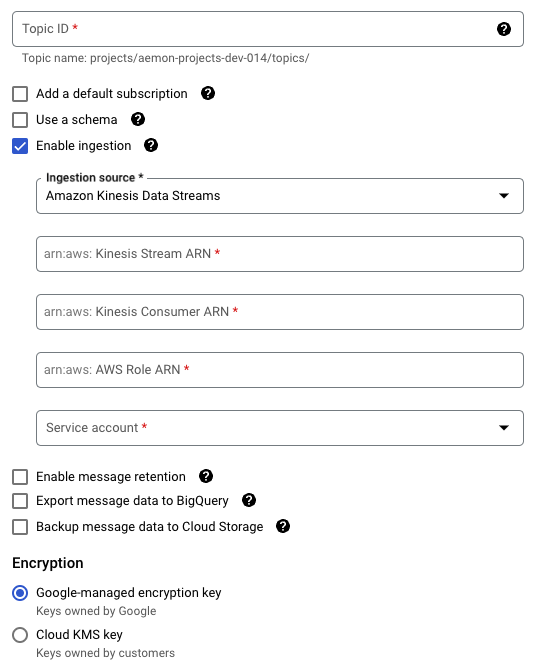 Topic ID *
Topic name: projects/aemon-projects-dev-014/topics/
Add a default subscription
Use a schema
Enable ingestion
Ingestion source *
Amazon Kinesis Data Streams
arn:aws: Kinesis Stream ARN *
arn:aws: Kinesis Consumer ARN *
arn:aws: AWS Role ARN *
Service account *
Enable message retention
Export message data to BigQuery
Backup message data to Cloud Storage
Encryption
Google-managed encryption key
Keys owned by Google
Cloud KMS key
Keys owned by customers